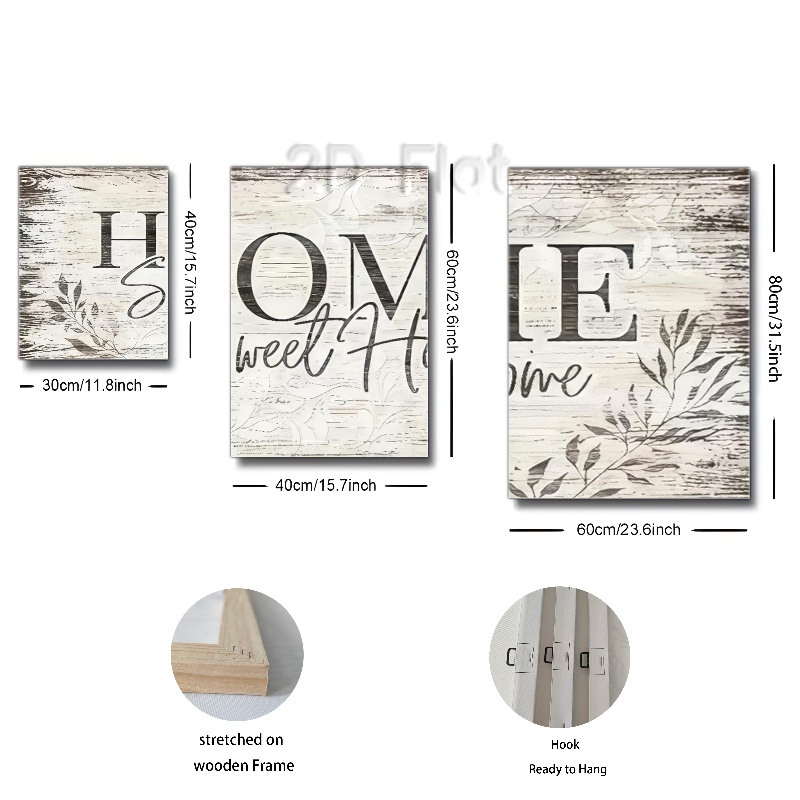 2D Flat
H
S
40cm/15.7inch
30cm/11.8inch
OM
weet Ho
60cm/23.6inch
40cm/15.7inch
ME
ome
80cm/31.5inch
60cm/23.6inch
stretched on
wooden Frame
Hook
Ready to Hang